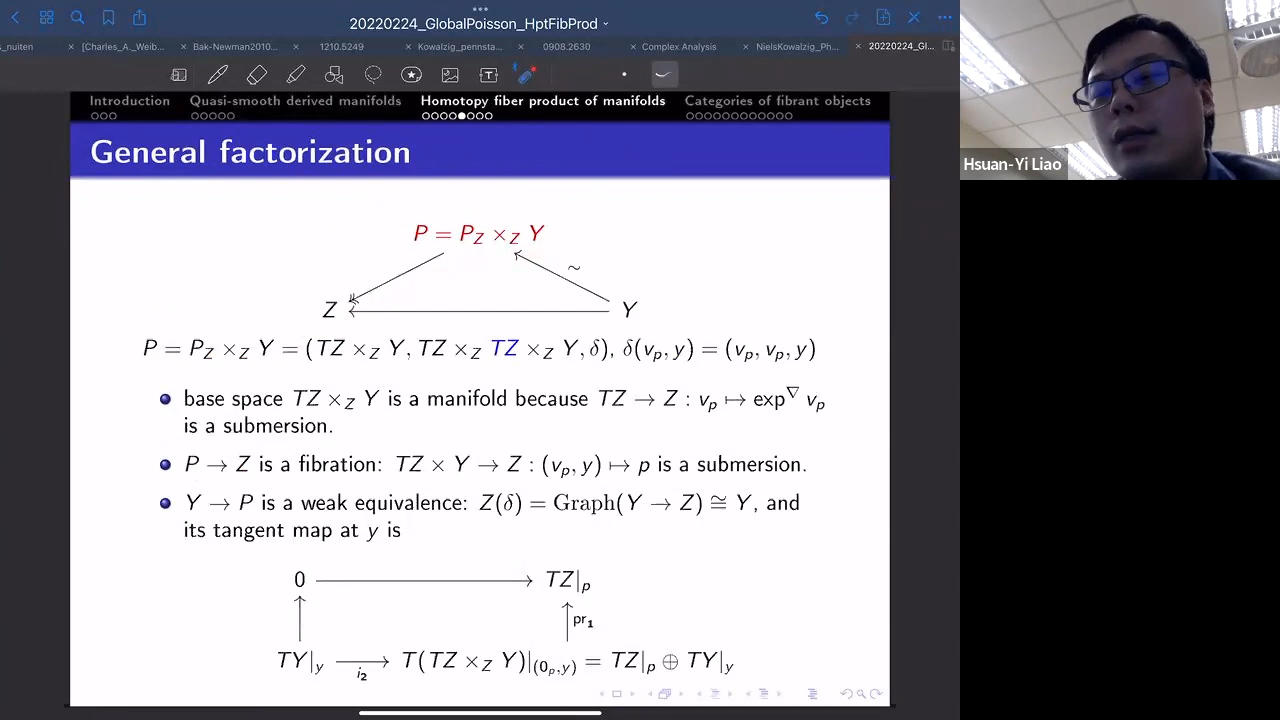 20220224_GlobalPoisson_HptFibProd
s_nuiten
[Charles_A._Weib...
Bak-Newman2010...
1210.5249
Kowalzig_pennsta...
0908.2630
Complex Analysis
NielsKowalzig_Ph...
20220224_Gl...
Introduction
Quasi-smooth derived manifolds
Homotopy fiber product of manifolds
Categories of fibrant objects
General factorization
P = P_Z ×_Z Y
∼
Z
Y
P = P_Z ×_Z Y = (TZ ×_Z Y, TZ ×_Z TZ ×_Z Y, δ), δ(v_p, y) = (v_p, v_p, y)
base space TZ ×_Z Y is a manifold because TZ → Z : v_p ↦ exp^∇ v_p
is a submersion.
P → Z is a fibration: TZ × Y → Z : (v_p, y) ↦ p is a submersion.
Y → P is a weak equivalence: Z(δ) = Graph(Y → Z) ≅ Y, and
its tangent map at y is
0
TZ|_p
pr_1
TY|_y
i_2
T(TZ ×_Z Y)|_(0_p,y) = TZ|_p ⊕ TY|_y
Hsuan-Yi Liao